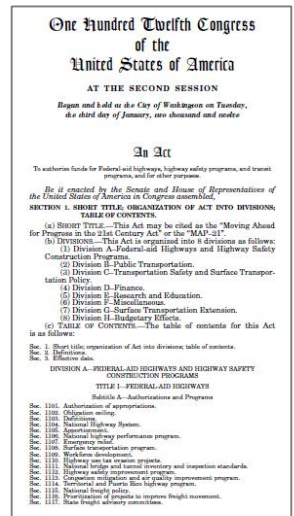 One Hundred Twelfth Congress
of the
United States of America
AT THE SECOND SESSION
Begun and held at the City of Washington on Tuesday,
the third day of January, two thousand and twelve
An Act
To authorize funds for Federal-aid highways, highway safety programs, and transit
programs, and for other purposes.
Be it enacted by the Senate and House of Representatives of
the United States of America in Congress assembled,
SECTION 1. SHORT TITLE; ORGANIZATION OF ACT INTO DIVISIONS;
TABLE OF CONTENTS.
(a) SHORT TITLE.—This Act may be cited as the “Moving Ahead
for Progress in the 21st Century Act” or the “MAP–21”.
(b) DIVISIONS.—This Act is organized into 8 divisions as follows:
(1) Division A–Federal-aid Highways and Highway Safety
Construction Programs.
(2) Division B–Public Transportation.
(3) Division C–Transportation Safety and Surface Transpor-
tation Policy.
(4) Division D–Finance.
(5) Division E–Research and Education.
(6) Division F–Miscellaneous.
(7) Division G–Surface Transportation Extension.
(8) Division H–Budgetary Effects.
(c) TABLE OF CONTENTS.—The table of contents for this Act
is as follows:
Sec. 1. Short title; organization of Act into divisions; table of contents.
Sec. 2. Definitions.
Sec. 3. Effective date.
DIVISION A—FEDERAL-AID HIGHWAYS AND HIGHWAY SAFETY
CONSTRUCTION PROGRAMS
TITLE I—FEDERAL-AID HIGHWAYS
Subtitle A—Authorizations and Programs
Sec. 1101. Authorization of appropriations.
Sec. 1102. Obligation ceiling.
Sec. 1103. Definitions.
Sec. 1104. National Highway System.
Sec. 1105. Apportionment.
Sec. 1106. National highway performance program.
Sec. 1107. Emergency relief.
Sec. 1108. Surface transportation program.
Sec. 1109. Workforce development.
Sec. 1110. Highway use tax evasion projects.
Sec. 1111. National bridge and tunnel inventory and inspection standards.
Sec. 1112. Highway safety improvement program.
Sec. 1113. Congestion mitigation and air quality improvement program.
Sec. 1114. Territorial and Puerto Rico highway program.
Sec. 1115. National freight policy.
Sec. 1116. Prioritization of projects to improve freight movement.
Sec. 1117. State freight advisory committees.